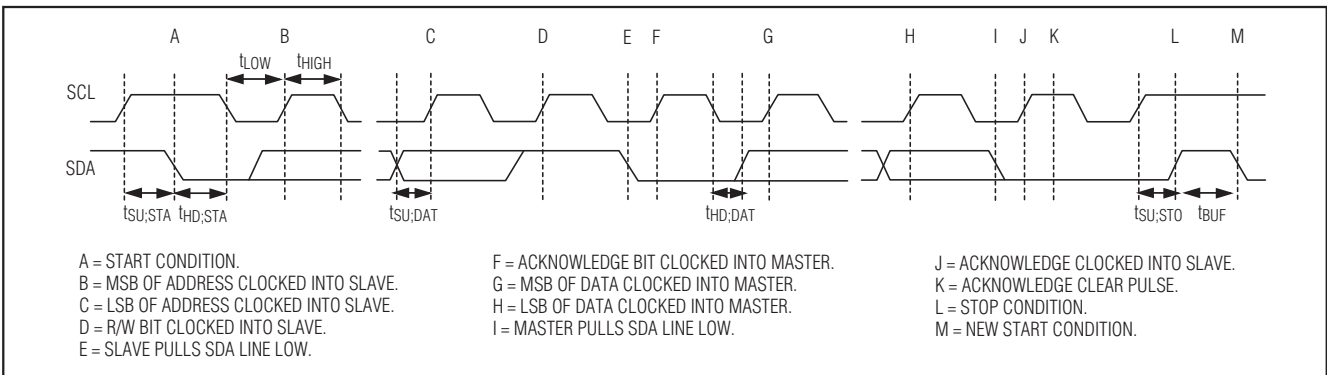 A B C D E F G H I J K L M
tLOW tHIGH
SCL
SDA
tSU;STA tHD;STA tSU;DAT tHD;DAT tSU;STO tBUF
A = START CONDITION.
B = MSB OF ADDRESS CLOCKED INTO SLAVE.
C = LSB OF ADDRESS CLOCKED INTO SLAVE.
D = R/W BIT CLOCKED INTO SLAVE.
E = SLAVE PULLS SDA LINE LOW.
F = ACKNOWLEDGE BIT CLOCKED INTO MASTER.
G = MSB OF DATA CLOCKED INTO MASTER.
H = LSB OF DATA CLOCKED INTO MASTER.
I = MASTER PULLS SDA LINE LOW.
J = ACKNOWLEDGE CLOCKED INTO SLAVE.
K = ACKNOWLEDGE CLEAR PULSE.
L = STOP CONDITION.
M = NEW START CONDITION.